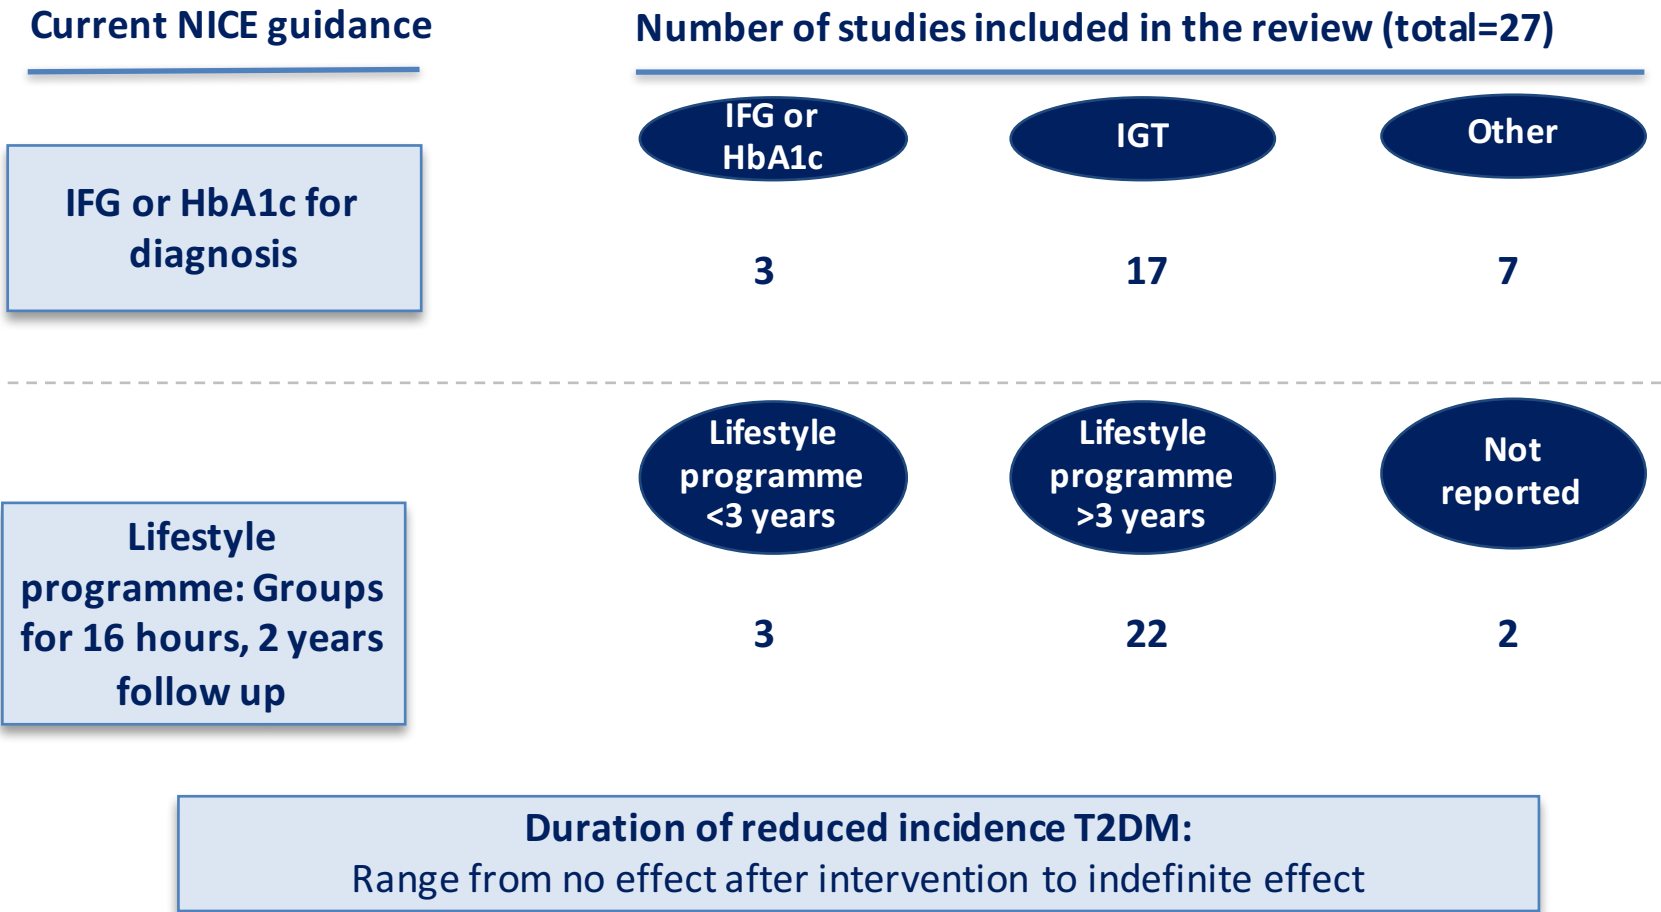 Current NICE guidance
Number of studies included in the review (total=27)
IFG or HbA1c for
diagnosis
IFG or
HbA1c
IGT
Other
3
17
7
Lifestyle
programme: Groups
for 16 hours, 2 years
follow up
Lifestyle
programme
<3 years
Lifestyle
programme
>3 years
Not
reported
3
22
2
Duration of reduced incidence T2DM:
Range from no effect after intervention to indefinite effect